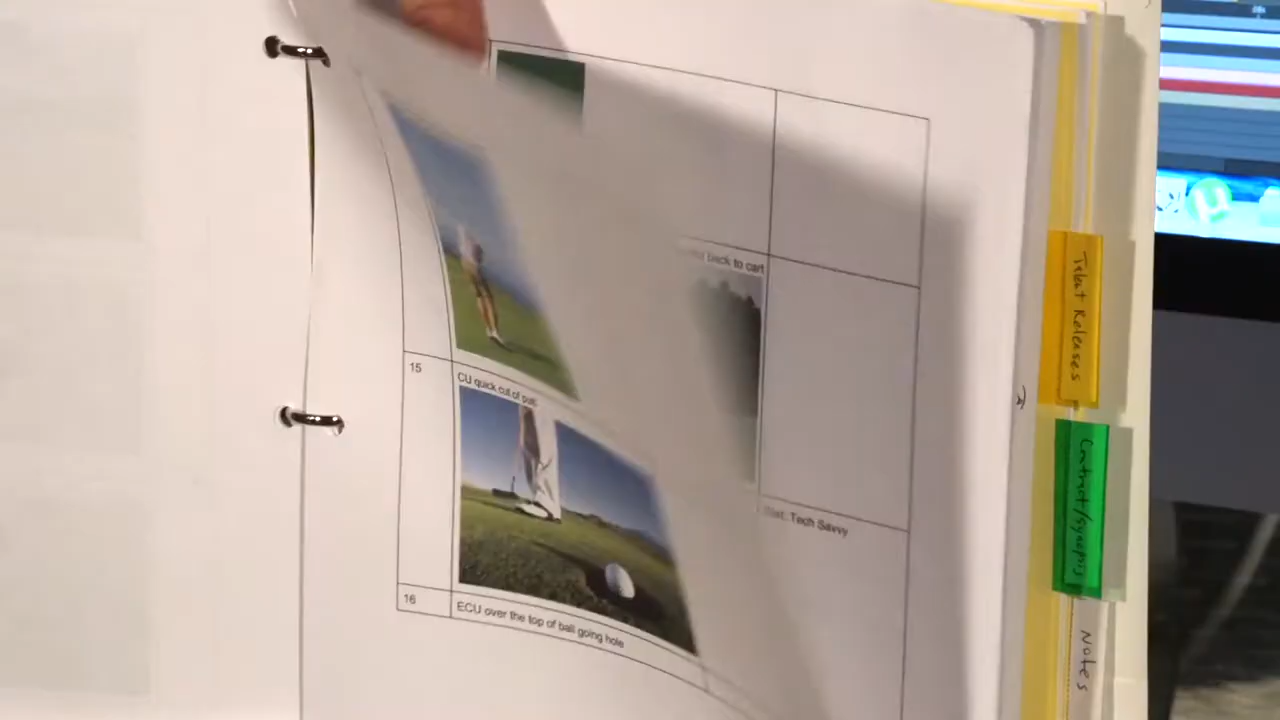 back to cart
15
CU quick cut of putt
Tech Savvy
16
ECU over the top of ball going hole
Talent Releases
Contract/synopsis
Notes